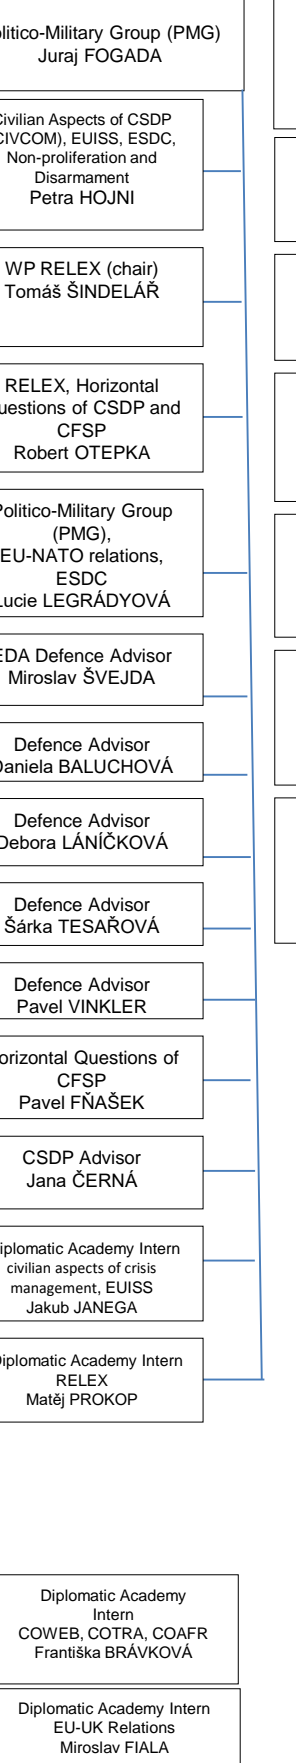 litico-Military Group (PMG)
Juraj FOGADA
Civilian Aspects of CSDP
(CIVCOM), EUISS, ESDC,
Non-proliferation and
Disarmament
Petra HOJNI
WP RELEX (chair)
Tomáš ŠINDELÁŘ
RELEX, Horizontal
uestions of CSDP and
CFSP
Robert OTEPKA
Politico-Military Group
(PMG),
EU-NATO relations,
ESDC
Lucie LEGRÁDYOVÁ
EDA Defence Advisor
Miroslav ŠVEJDA
Defence Advisor
Daniela BALUCHOVÁ
Defence Advisor
Debora LÁNÍČKOVÁ
Defence Advisor
Šárka TESAŘOVÁ
Defence Advisor
Pavel VINKLER
orizontal Questions of
CFSP
Pavel FŇAŠEK
CSDP Advisor
Jana ČERNÁ
iplomatic Academy Intern
civilian aspects of crisis
management, EUISS
Jakub JANEGA
Diplomatic Academy Intern
RELEX
Matěj PROKOP
Diplomatic Academy
Intern
COWEB, COTRA, COAFR
Františka BRÁVKOVÁ
Diplomatic Academy Intern
EU-UK Relations
Miroslav FIALA